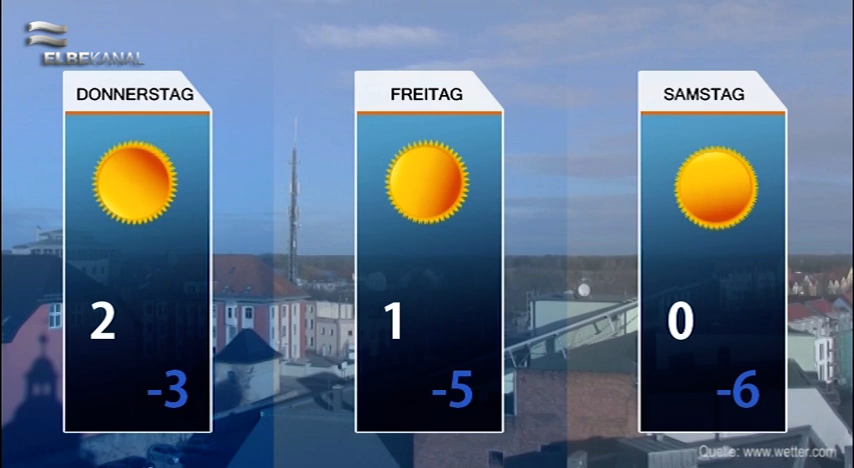 ELBEKANAL
DONNERSTAG
FREITAG
SAMSTAG
2
1
0
-3
-5
-6
Quelle: www.wetter.com